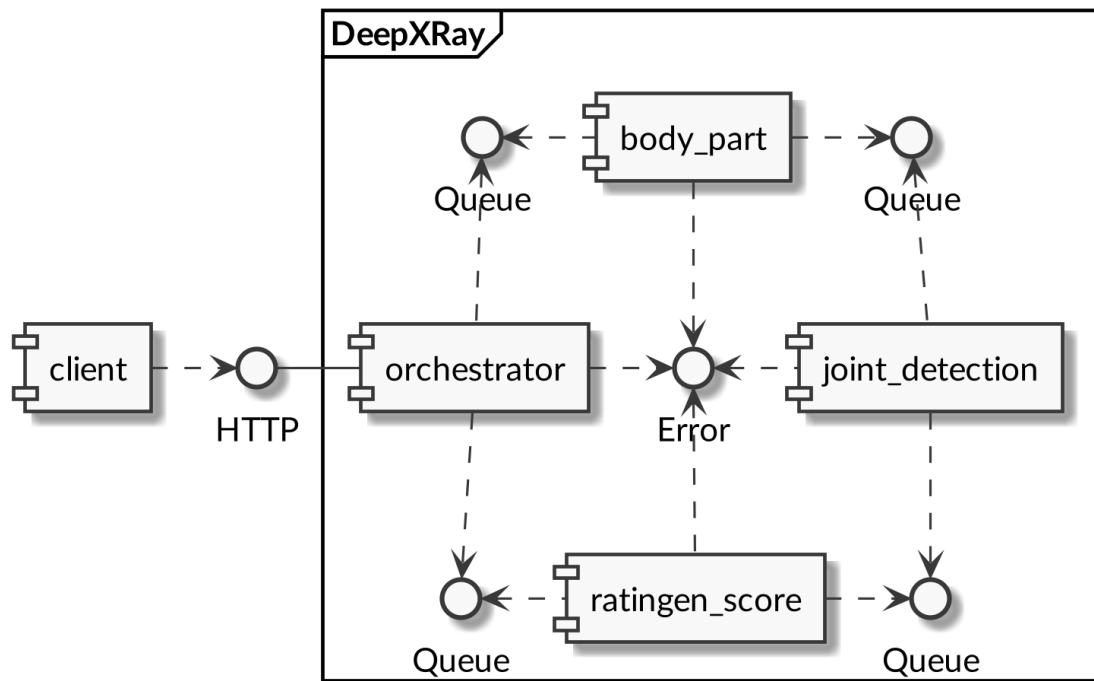 DeepXRay
body_part
Queue
Queue
client
HTTP
orchestrator
Error
joint_detection
ratingen_score
Queue
Queue